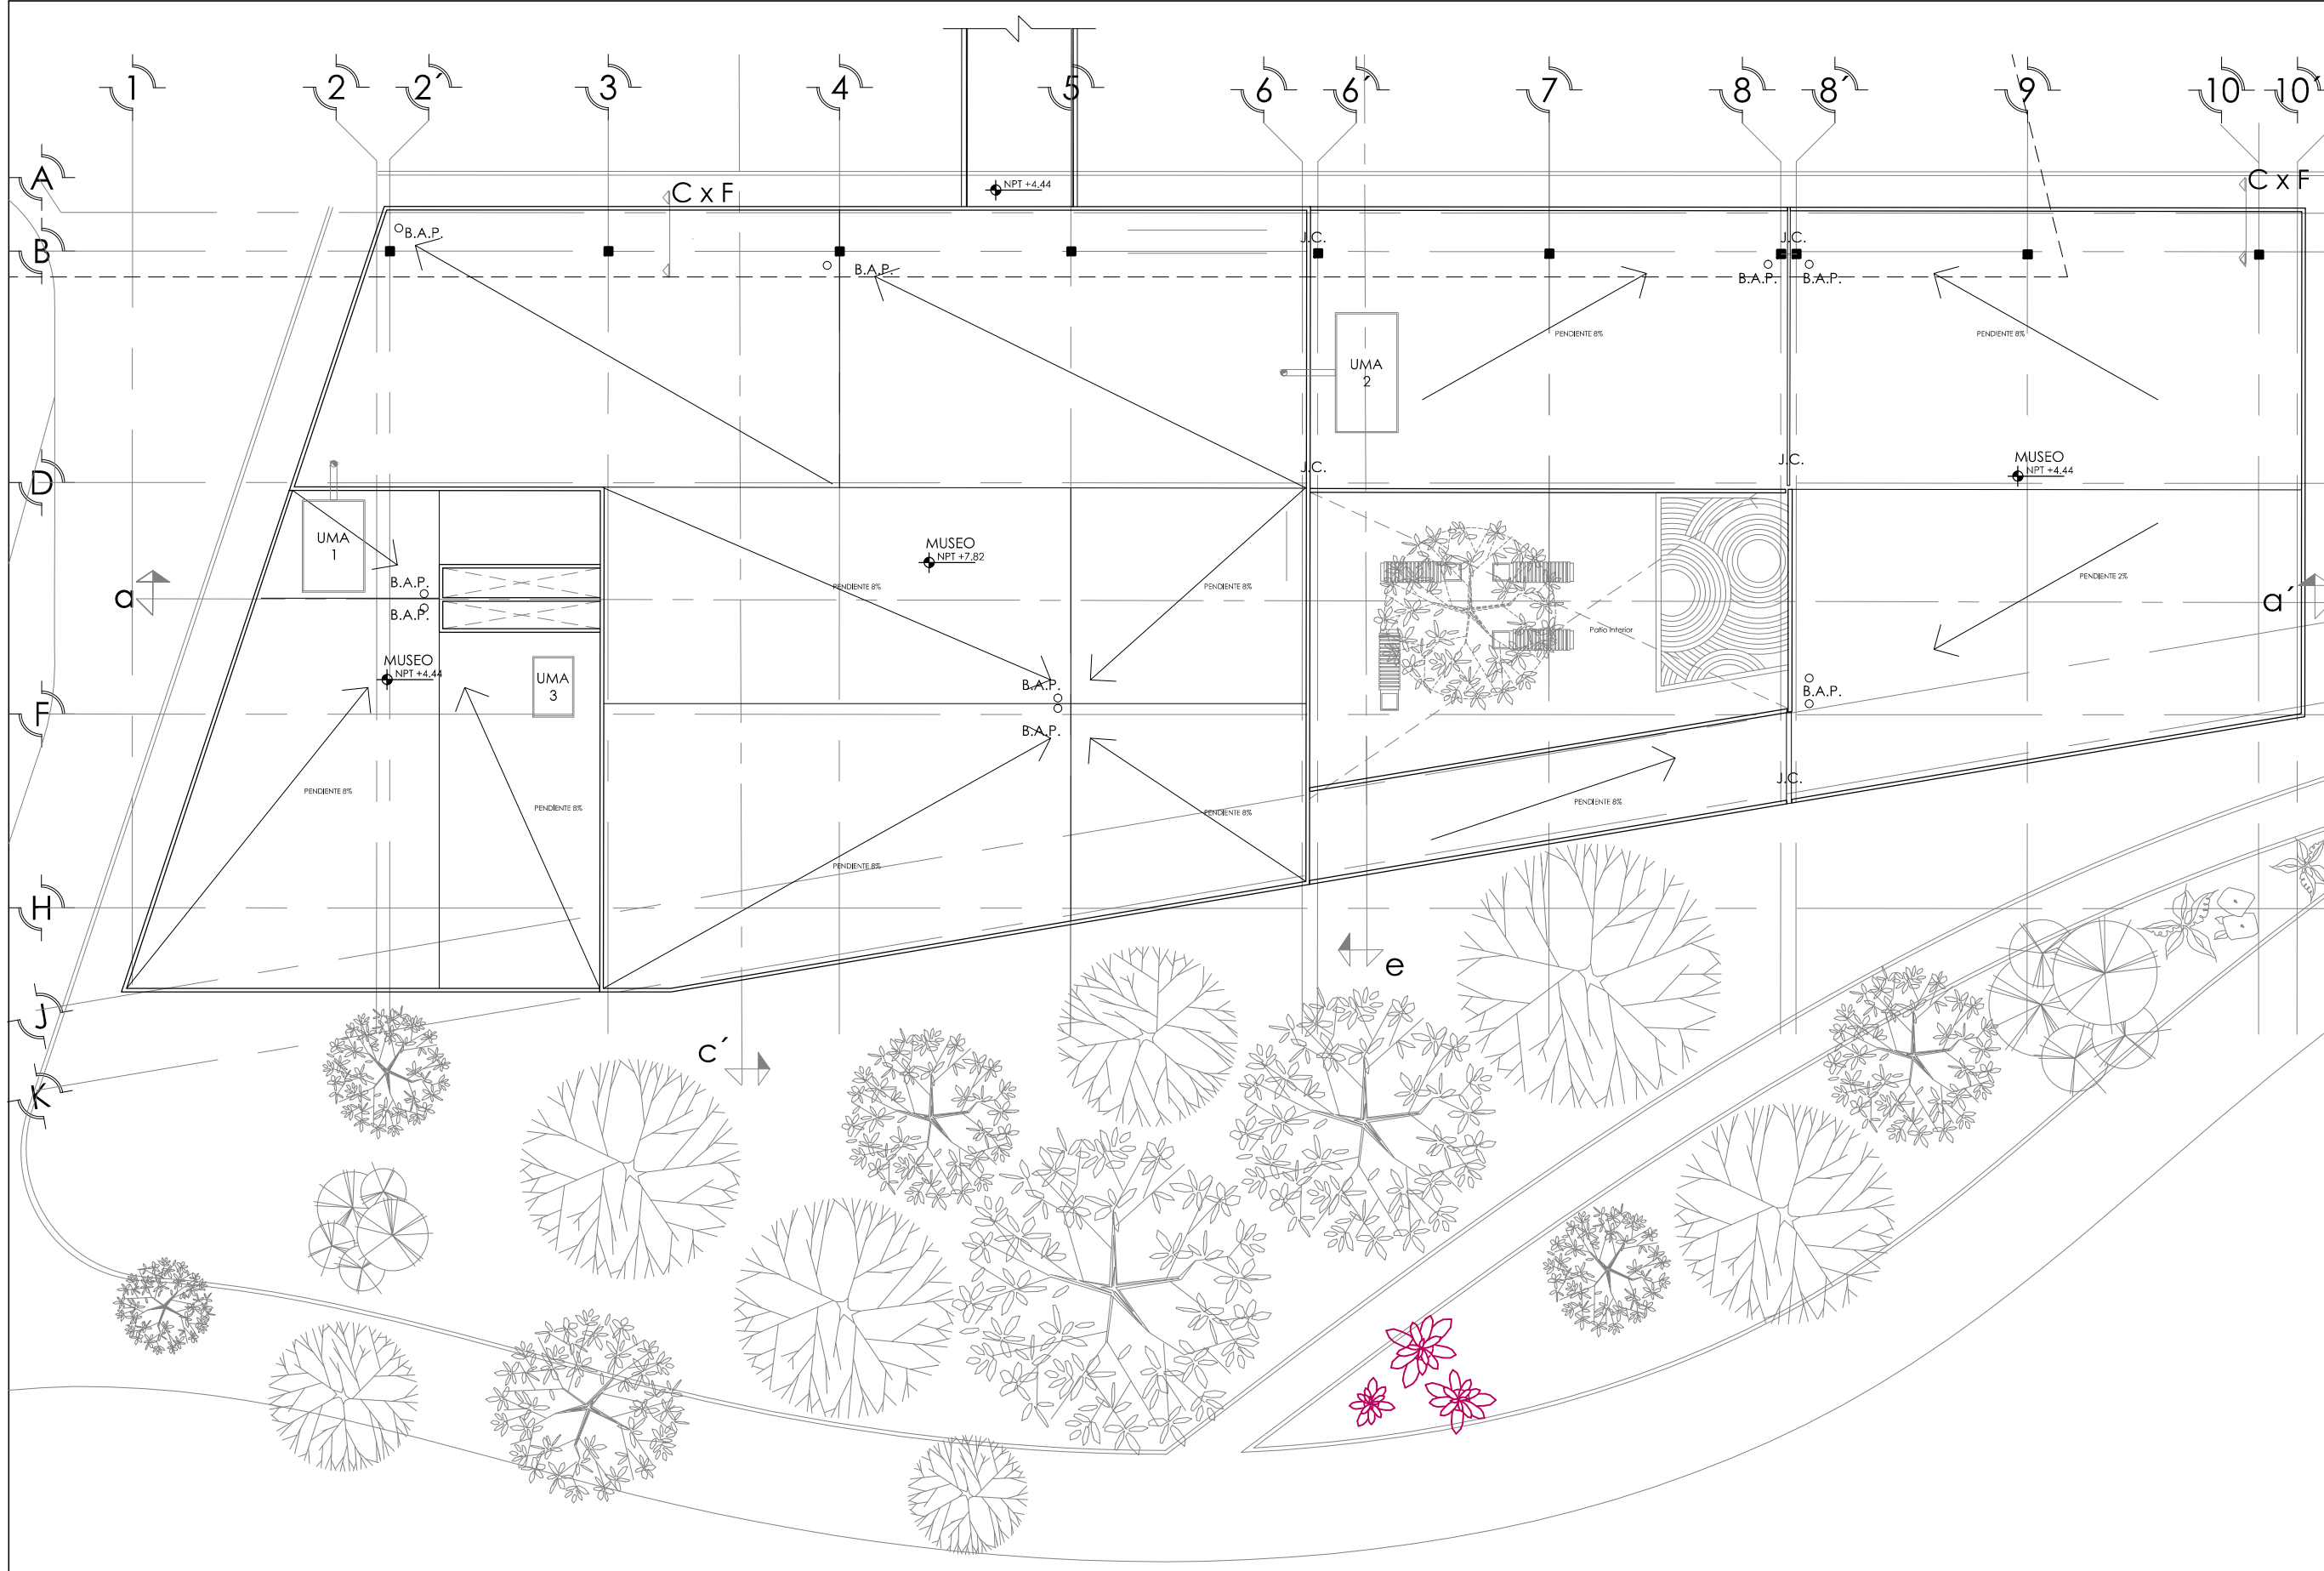 1
2
2´
3
4
5
6
6´
7
8
8´
9
10
10´
A
C x F
NPT +4.44
C x F
B
B.A.P.
J.C.
J.C.
B.A.P.
B.A.P.
B.A.P.
PENDIENTE 8%
PENDIENTE 8%
UMA
2
D
J.C.
J.C.
MUSEO
NPT +4.44
UMA
1
MUSEO
NPT +7.82
B.A.P.
PENDIENTE 8%
PENDIENTE 8%
PENDIENTE 2%
a
a´
B.A.P.
Patio Interior
MUSEO
NPT +4.44
UMA
3
B.A.P.
B.A.P.
F
B.A.P.
PENDIENTE 8%
PENDIENTE 8%
PENDIENTE 8%
PENDIENTE 8%
J.C.
PENDIENTE 8%
H
e
J
c´
K